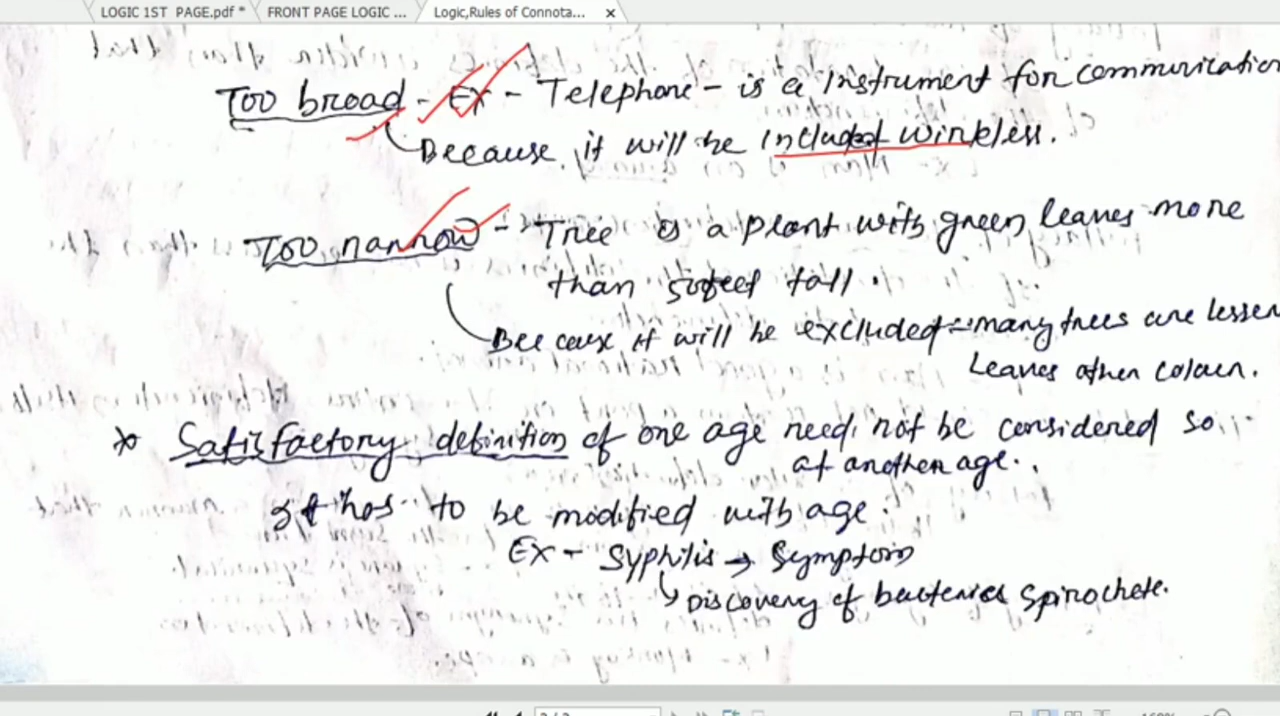 LOGIC 1ST PAGE.pdf * FRONT PAGE LOGIC ... Logic,Rules of Connota... ×
Too broad - Ex - Telephone - is a instrument for communication
Because, it will be included wirkless.
Too narrow - Tree is a plant with green leaves more
than feet tall.
Because it will be excluded - many trees are lesser
Leaves other colour.
* Satisfactory definition of one age need not be considered so
at another age.
It has to be modified with age.
Ex - Syphilis → Symptom
↳ Discovery of bacteria spirochete.